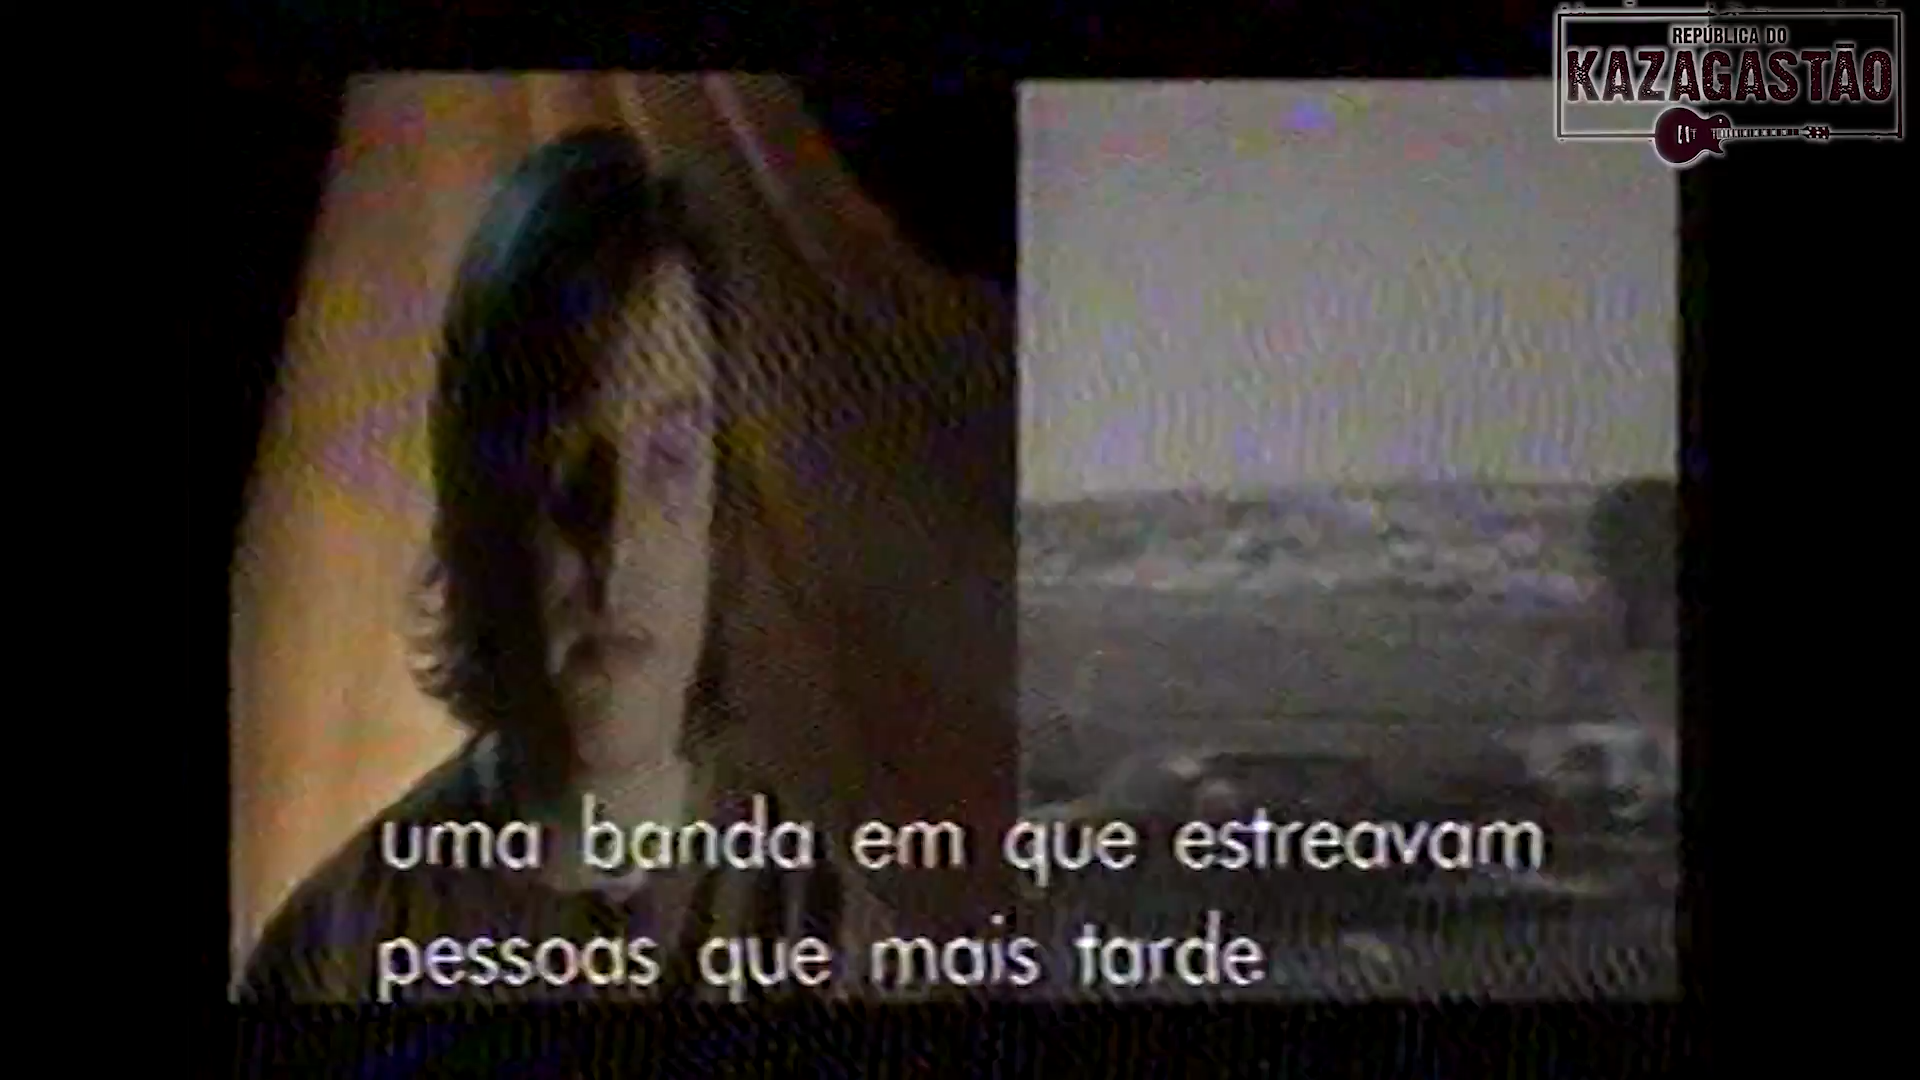 REPÚBLICA DO
KAZAGASTÃO
uma banda em que estreavam
pessoas que mais tarde